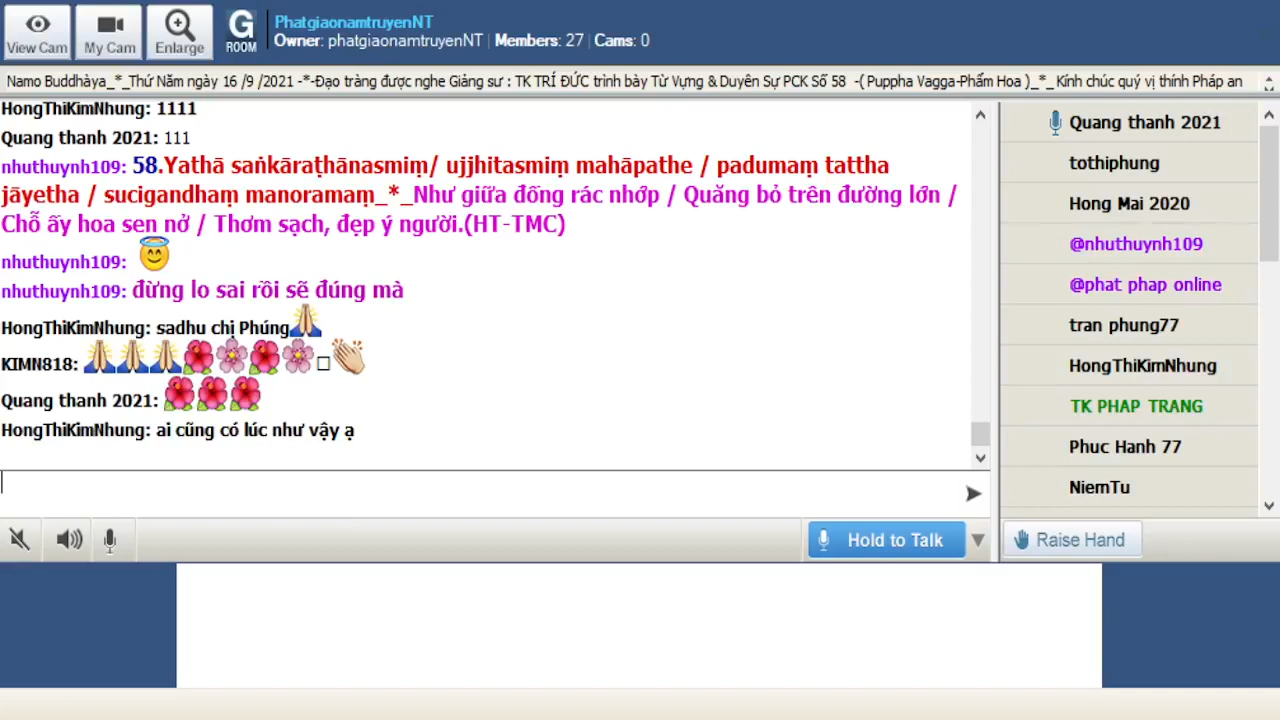 View Cam
My Cam
Enlarge
G
ROOM
PhatgiaonamtruyenNT
Owner: phatgiaonamtruyenNT | Members: 27 | Cams: 0
Namo Buddhàya_*_Thứ Năm ngày 16 /9 /2021 -*-Đạo tràng được nghe Giảng sư : TK TRÍ ĐỨC trình bày Từ Vựng & Duyên Sự PCK Số 58 -( Puppha Vagga-Phẩm Hoa )_*_Kính chúc quý vị thính Pháp an
HongThiKimNhung: 1111
Quang thanh 2021: 111
nhuthuynh109: 58.Yathā saṅkāraṭhānasmiṃ/ ujjhitasmiṃ mahāpathe / padumaṃ tattha
jāyetha / sucigandhaṃ manoramaṃ_*_Như giữa đống rác nhớp / Quăng bỏ trên đường lớn /
Chỗ ấy hoa sen nở / Thơm sạch, đẹp ý người.(HT-TMC)
nhuthuynh109:
nhuthuynh109: đừng lo sai rồi sẽ đúng mà
HongThiKimNhung: sadhu chị Phúng
KIMN818:
Quang thanh 2021:
HongThiKimNhung: ai cũng có lúc như vậy ạ
Quang thanh 2021
tothiphung
Hong Mai 2020
@nhuthuynh109
@phat phap online
tran phung77
HongThiKimNhung
TK PHAP TRANG
Phuc Hanh 77
NiemTu
Hold to Talk
Raise Hand